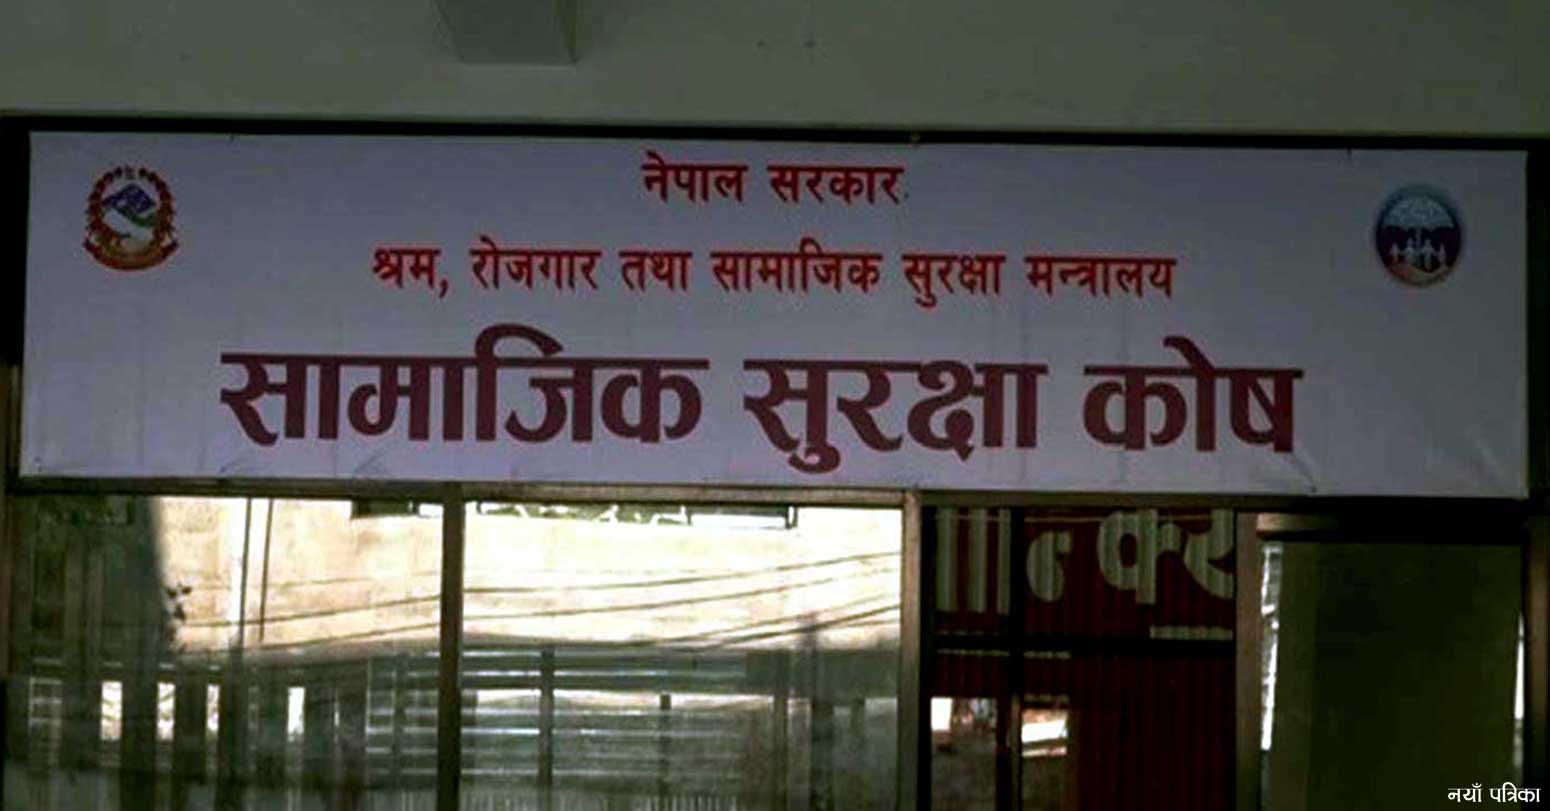 नेपाल सरकार
श्रम, रोजगार तथा सामाजिक सुरक्षा मन्त्रालय
सामाजिक सुरक्षा कोष
नयाँ पत्रिका